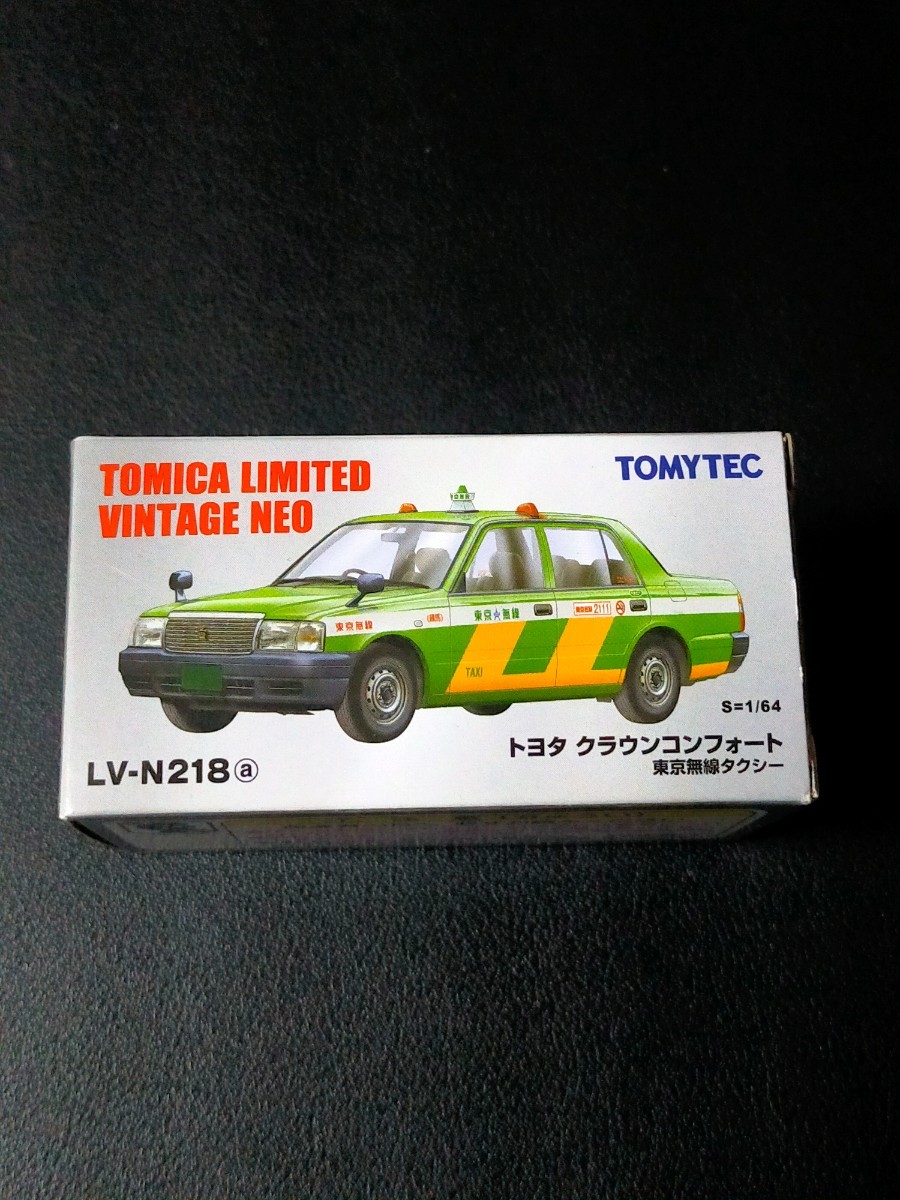 TOMICA LIMITED
VINTAGE NEO
TOMYTEC
東京無線
東京☆無線
TAXI
2111
S=1/64
LV-N218ⓐ
トヨタ クラウンコンフォート
東京無線タクシー